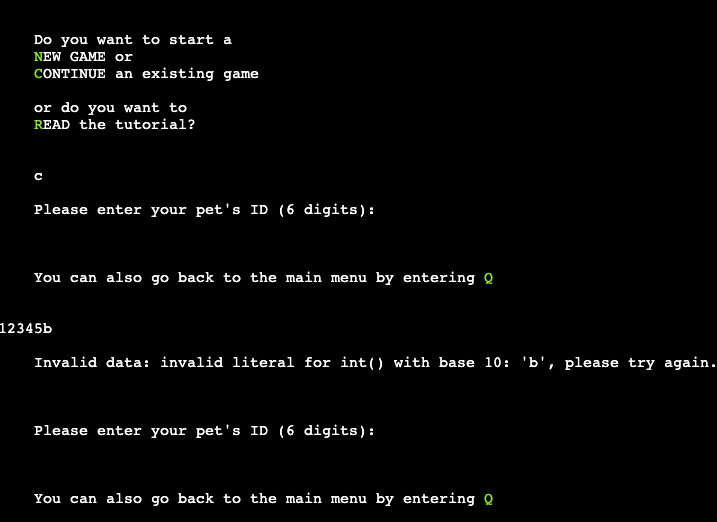 Do you want to start a
NEW GAME or
CONTINUE an existing game
or do you want to
READ the tutorial?
c
Please enter your pet's ID (6 digits):
You can also go back to the main menu by entering Q
12345b
Invalid data: invalid literal for int() with base 10: 'b', please try again.
Please enter your pet's ID (6 digits):
You can also go back to the main menu by entering Q